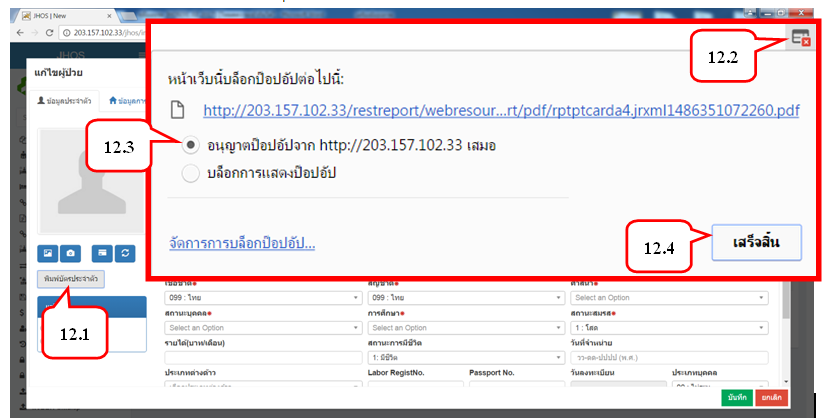 JHOS | New
203.157.102.33/jhos/
JHOS
12.2
แก้ไขผู้ป่วย
หน้าเว็บนี้บล็อกป๊อปอัปต่อไปนี้:
ข้อมูลประจำตัว ข้อมูลการ
http://203.157.102.33/restreport/webresour...rt/pdf/rptptcarda4.jrxml1486351072260.pdf
12.3
อนุญาตป๊อปอัปจาก http://203.157.102.33 เสมอ
บล็อกการแสดงป๊อปอัป
จัดการการบล็อกป๊อปอัป...
12.4
เสร็จสิ้น
พิมพ์บัตรประจำตัว
12.1
เชื้อชาติ* สัญชาติ* ศาสนา*
099 : ไทย 099 : ไทย Select an Option
สถานะบุคคล* การศึกษา* สถานะสมรส*
Select an Option Select an Option 1 : โสด
รายได้(บาท/เดือน) สถานะการมีชีวิต วันที่จำหน่าย
1: มีชีวิต วว-ดด-ปปปป (พ.ศ.)
ประเภทต่างด้าว Labor RegistNo. Passport No. วันลงทะเบียน ประเภทบุคคล
บันทึก ยกเลิก